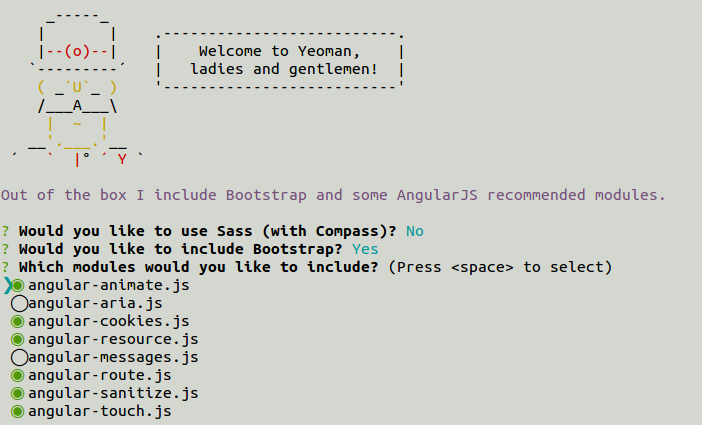 Welcome to Yeoman,
ladies and gentlemen!
Out of the box I include Bootstrap and some AngularJS recommended modules.
? Would you like to use Sass (with Compass)? No
? Would you like to include Bootstrap? Yes
? Which modules would you like to include? (Press <space> to select)
❯◉angular-animate.js
◯angular-aria.js
◉angular-cookies.js
◉angular-resource.js
◯angular-messages.js
◉angular-route.js
◉angular-sanitize.js
◉angular-touch.js